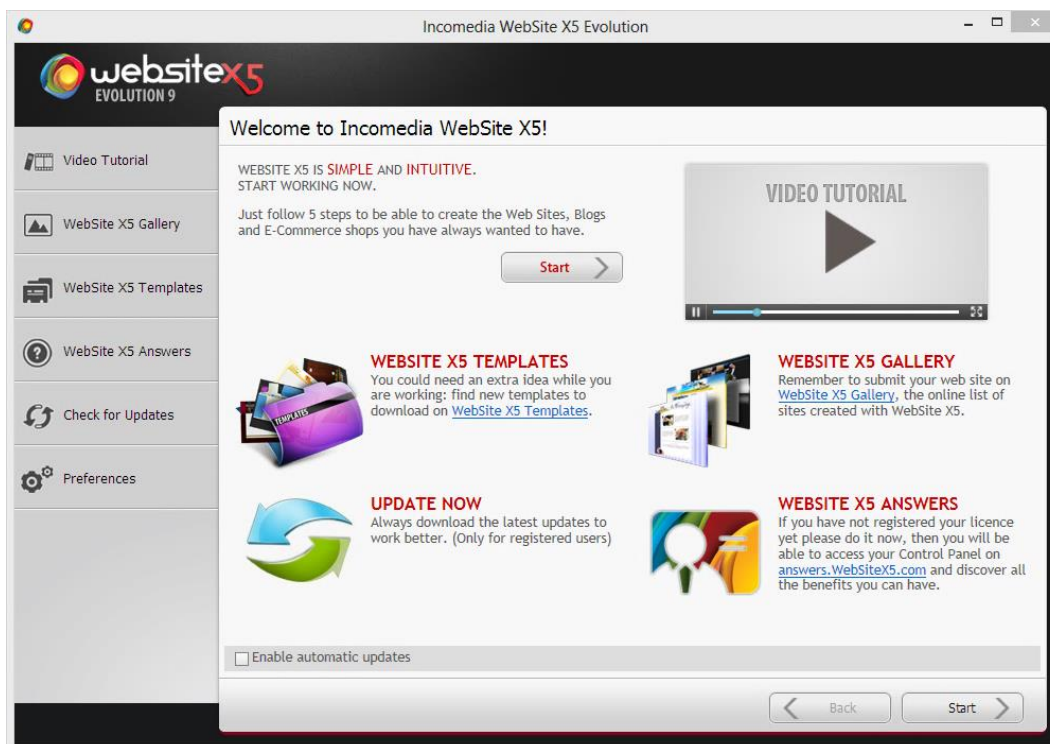 Incomedia WebSite X5 Evolution
websitex5
EVOLUTION 9
Video Tutorial
WebSite X5 Gallery
WebSite X5 Templates
WebSite X5 Answers
Check for Updates
Preferences
Welcome to Incomedia WebSite X5!
WEBSITE X5 IS SIMPLE AND INTUITIVE.
START WORKING NOW.
Just follow 5 steps to be able to create the Web Sites, Blogs
and E-Commerce shops you have always wanted to have.
Start
VIDEO TUTORIAL
TEMPLATES
WEBSITE X5 TEMPLATES
You could need an extra idea while you
are working: find new templates to
download on WebSite X5 Templates.
WEBSITE X5 GALLERY
Remember to submit your web site on
WebSite X5 Gallery, the online list of
sites created with WebSite X5.
UPDATE NOW
Always download the latest updates to
work better. (Only for registered users)
WEBSITE X5 ANSWERS
If you have not registered your licence
yet please do it now, then you will be
able to access your Control Panel on
answers.WebSiteX5.com and discover all
the benefits you can have.
Enable automatic updates
Back
Start